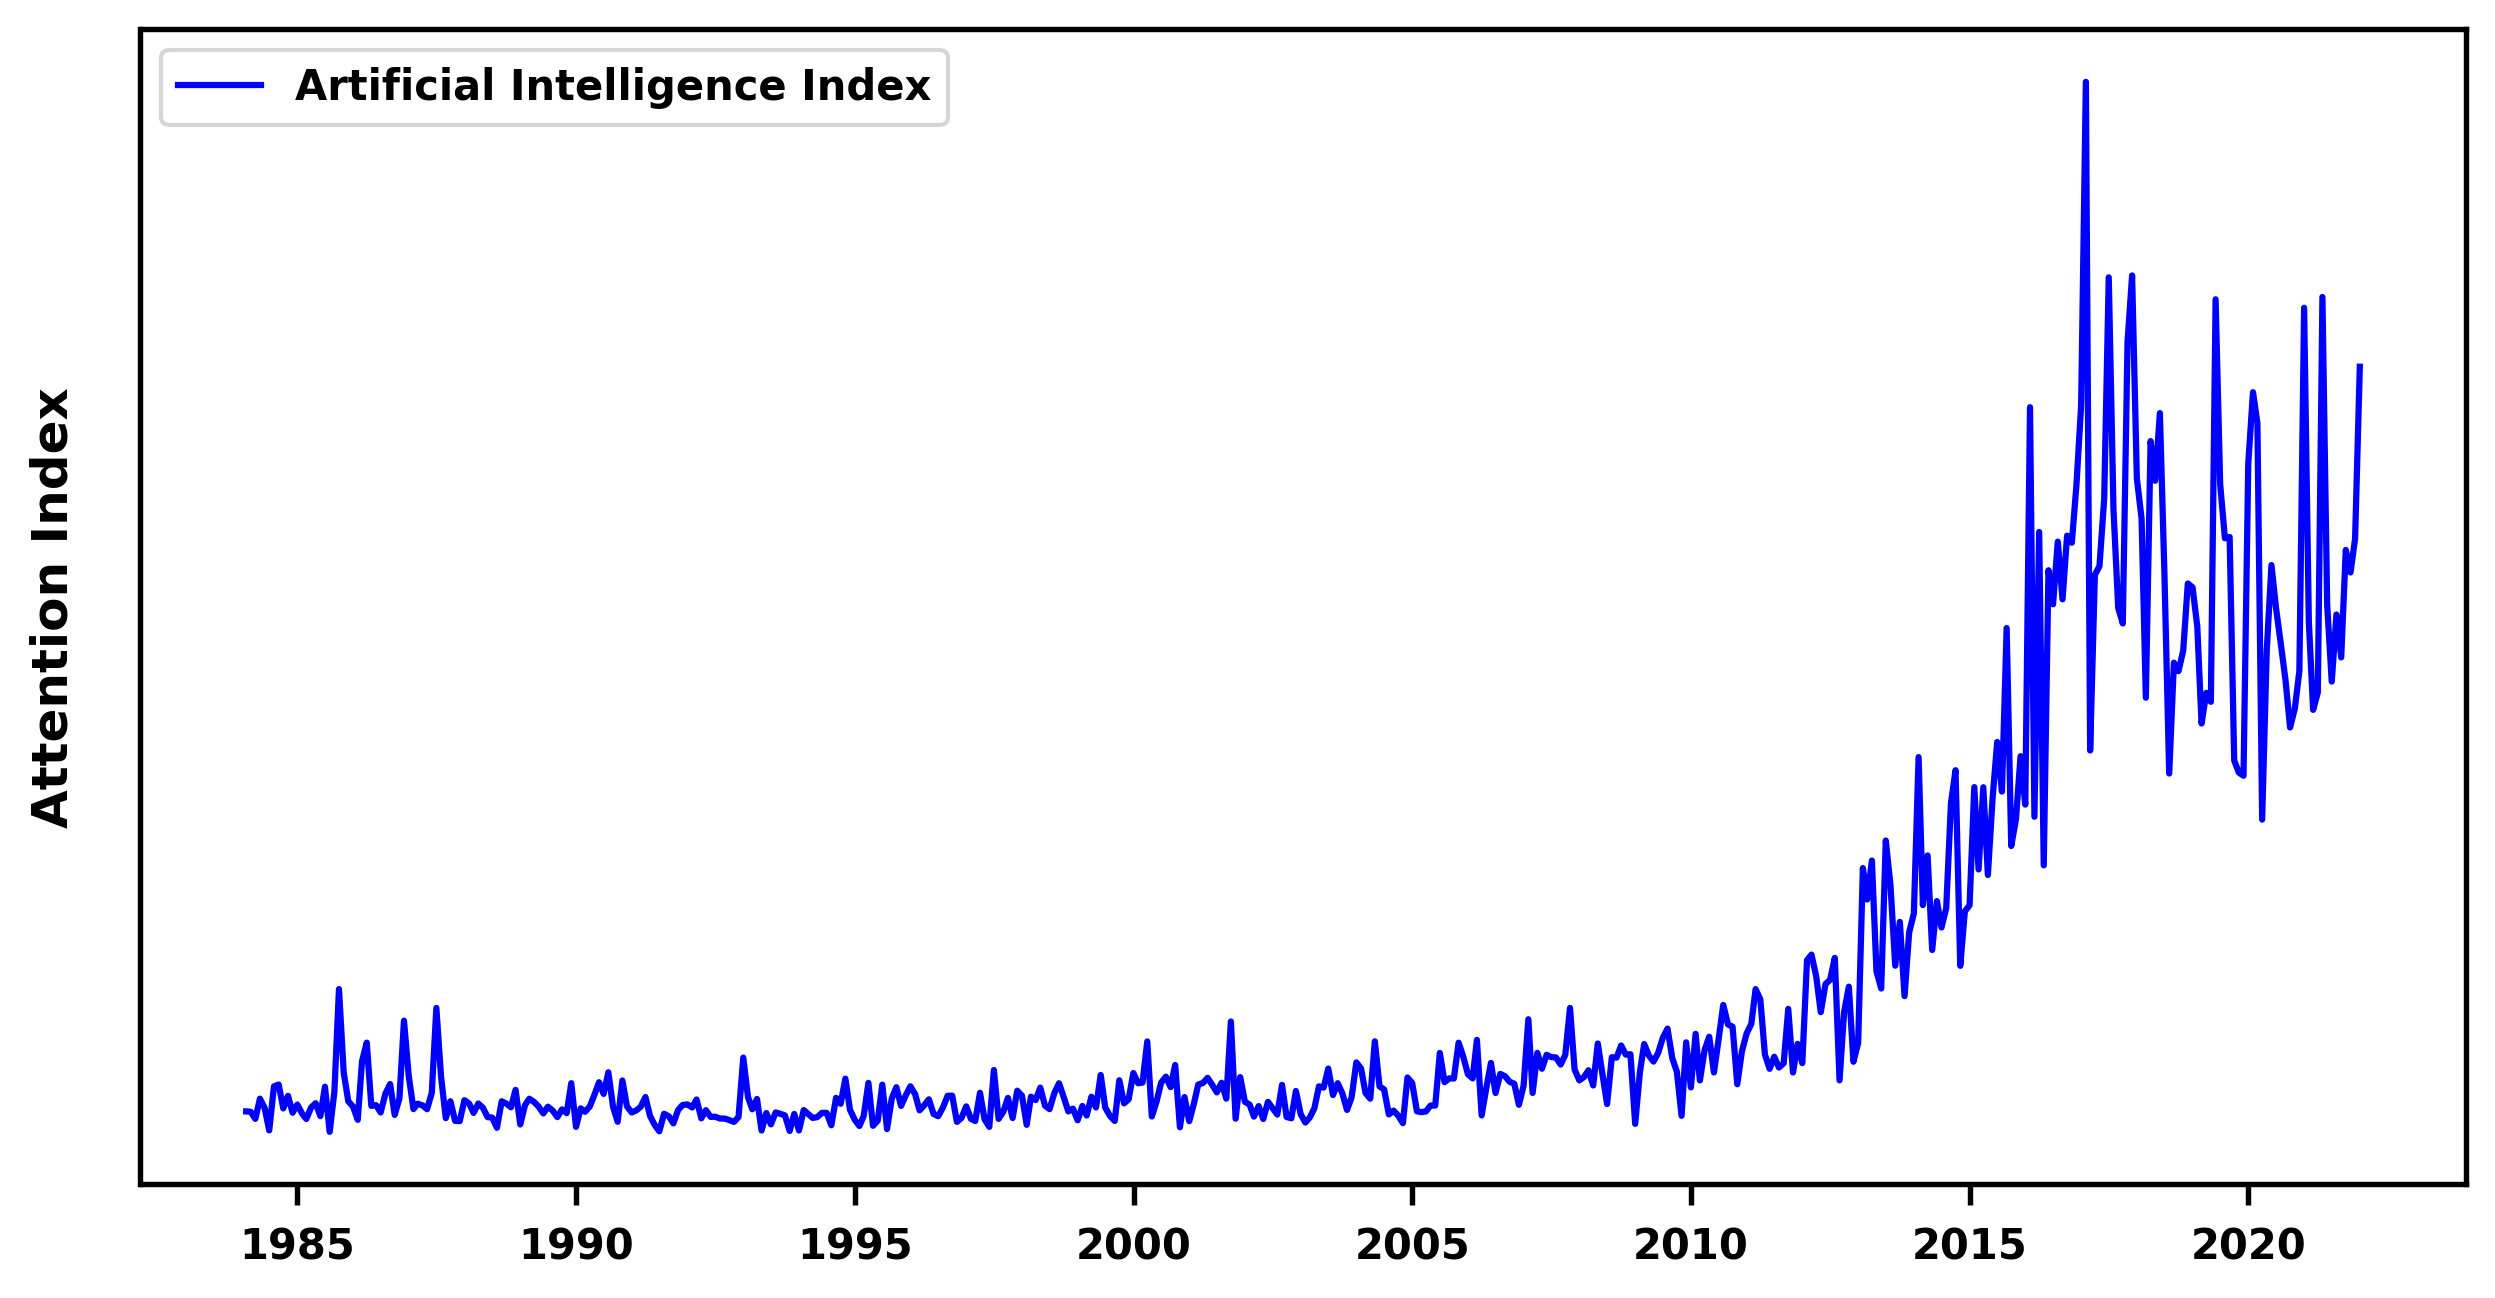 Artificial Intelligence Index
Attention Index
1985 1990 1995 2000 2005 2010 2015 2020